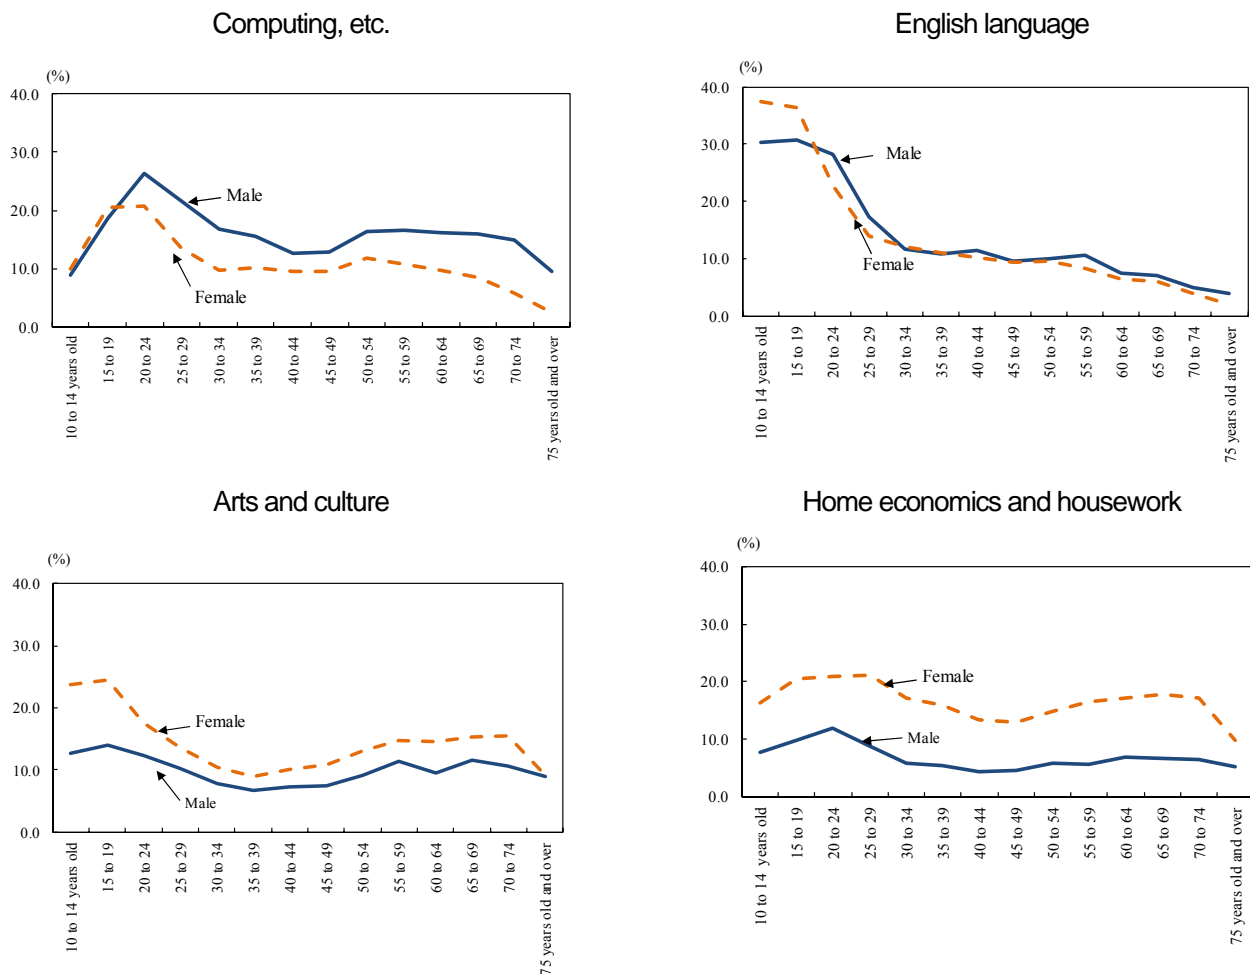 Computing, etc.
(%)
40.0
30.0
20.0
10.0
0.0
Male
Female
10 to 14 years old
15 to 19
20 to 24
25 to 29
30 to 34
35 to 39
40 to 44
45 to 49
50 to 54
55 to 59
60 to 64
65 to 69
70 to 74
75 years old and over
English language
(%)
40.0
30.0
20.0
10.0
0.0
Male
Female
10 to 14 years old
15 to 19
20 to 24
25 to 29
30 to 34
35 to 39
40 to 44
45 to 49
50 to 54
55 to 59
60 to 64
65 to 69
70 to 74
75 years old and over
Arts and culture
(%)
40.0
30.0
20.0
10.0
0.0
Female
Male
10 to 14 years old
15 to 19
20 to 24
25 to 29
30 to 34
35 to 39
40 to 44
45 to 49
50 to 54
55 to 59
60 to 64
65 to 69
70 to 74
75 years old and over
Home economics and housework
(%)
40.0
30.0
20.0
10.0
0.0
Female
Male
10 to 14 years old
15 to 19
20 to 24
25 to 29
30 to 34
35 to 39
40 to 44
45 to 49
50 to 54
55 to 59
60 to 64
65 to 69
70 to 74
75 years old and over